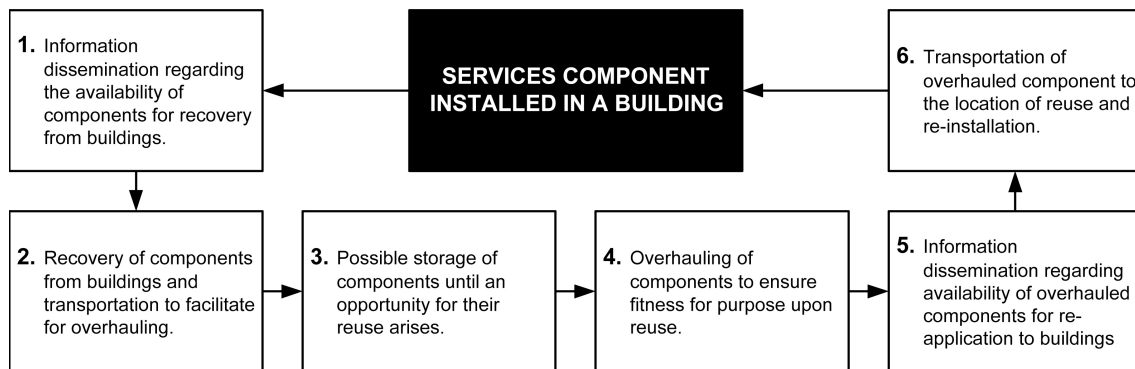 1. Information
dissemination regarding
the availability of
components for recovery
from buildings.
SERVICES COMPONENT
INSTALLED IN A BUILDING
6. Transportation of
overhauled component to
the location of reuse and
re-installation.
2. Recovery of components
from buildings and
transportation to facilitate
for overhauling.
3. Possible storage of
components until an
opportunity for their
reuse arises.
4. Overhauling of
components to ensure
fitness for purpose upon
reuse.
5. Information
dissemination regarding
availability of overhauled
components for re-
application to buildings